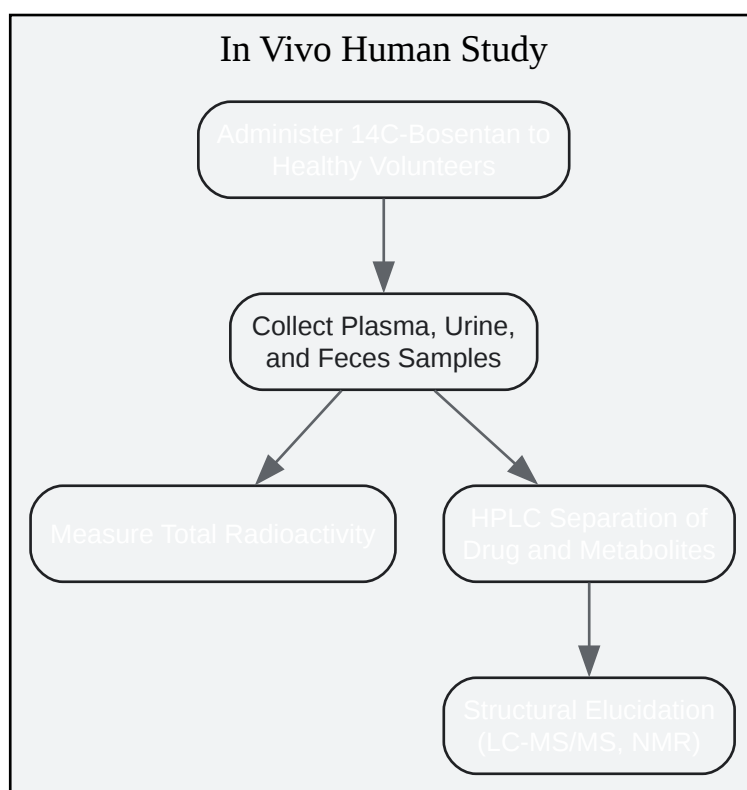 In Vivo Human Study
Administer 14C-Bosentan to
Healthy Volunteers
Collect Plasma, Urine,
and Feces Samples
Measure Total Radioactivity
HPLC Separation of
Drug and Metabolites
Structural Elucidation
(LC-MS/MS, NMR)